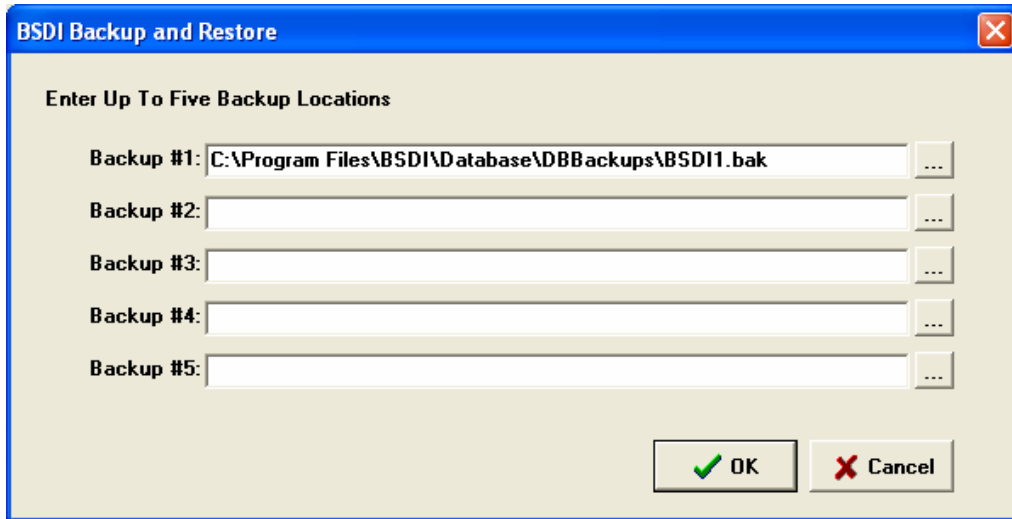 BSDI Backup and Restore
Enter Up To Five Backup Locations
Backup #1: C:\Program Files\BSDI\Database\DBBackups\BSDI1.bak ...
Backup #2: ...
Backup #3: ...
Backup #4: ...
Backup #5: ...
OK Cancel